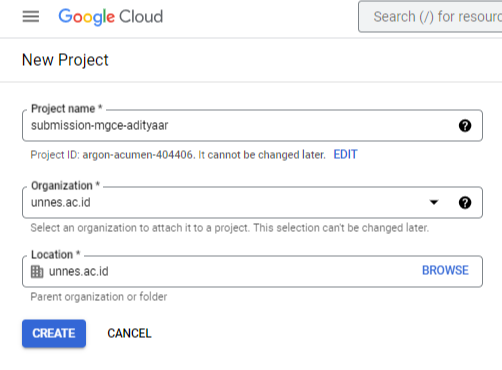 Google Cloud
Search (/) for resourc
New Project
Project name *
submission-mgce-adityaar
Project ID: argon-acumen-404406. It cannot be changed later. EDIT
Organization *
unnes.ac.id
Select an organization to attach it to a project. This selection can't be changed later.
Location *
unnes.ac.id BROWSE
Parent organization or folder
CREATE CANCEL